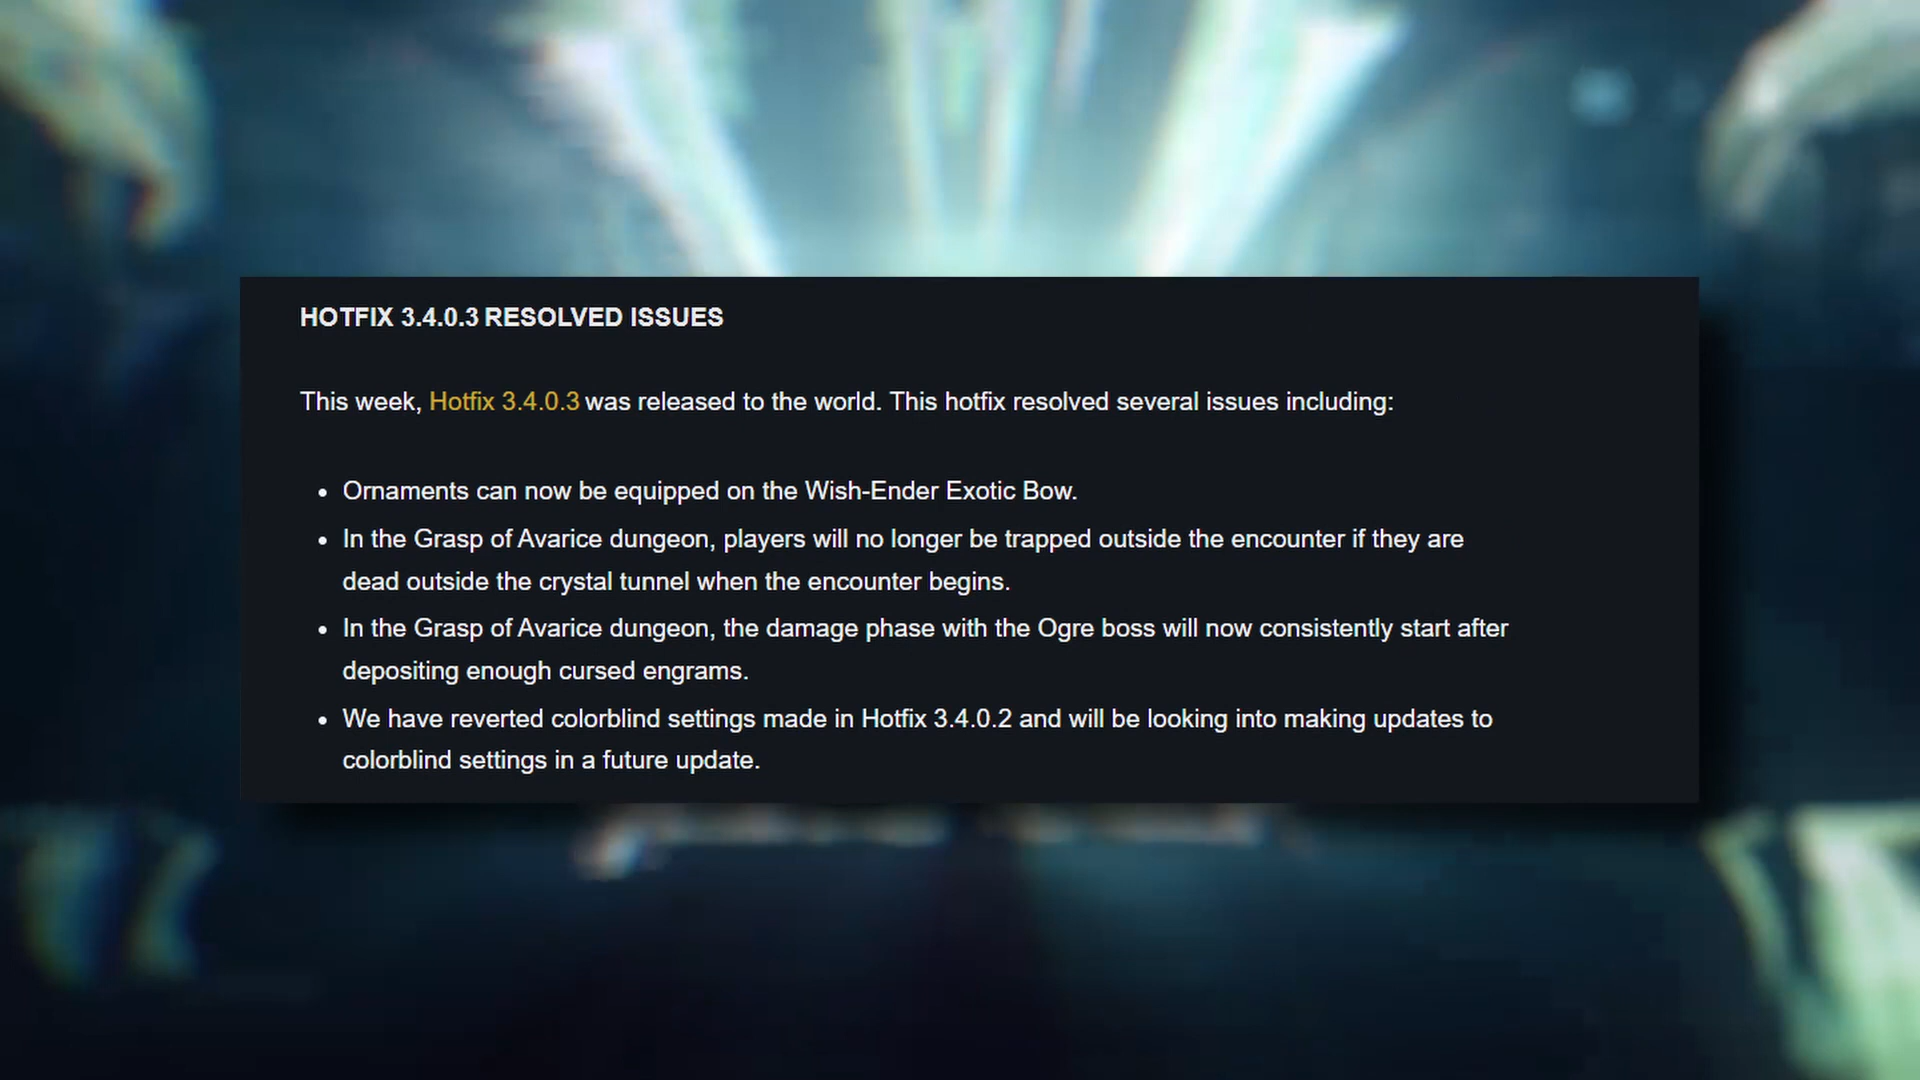 HOTFIX 3.4.0.3 RESOLVED ISSUES
This week, Hotfix 3.4.0.3 was released to the world. This hotfix resolved several issues including:
• Ornaments can now be equipped on the Wish-Ender Exotic Bow.
• In the Grasp of Avarice dungeon, players will no longer be trapped outside the encounter if they are
dead outside the crystal tunnel when the encounter begins.
• In the Grasp of Avarice dungeon, the damage phase with the Ogre boss will now consistently start after
depositing enough cursed engrams.
• We have reverted colorblind settings made in Hotfix 3.4.0.2 and will be looking into making updates to
colorblind settings in a future update.